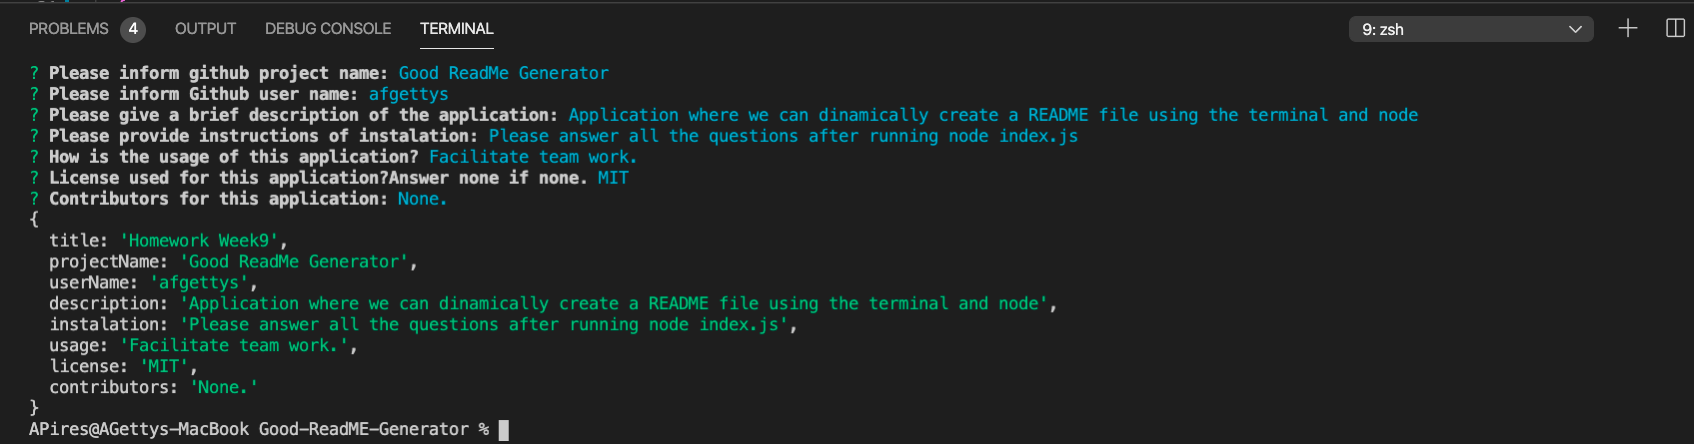 PROBLEMS 4 OUTPUT DEBUG CONSOLE TERMINAL 9: zsh
? Please inform github project name: Good ReadMe Generator
? Please inform Github user name: afgettys
? Please give a brief description of the application: Application where we can dinamically create a README file using the terminal and node
? Please provide instructions of instalation: Please answer all the questions after running node index.js
? How is the usage of this application? Facilitate team work.
? License used for this application?Answer none if none. MIT
? Contributors for this application: None.
{
  title: 'Homework Week9',
  projectName: 'Good ReadMe Generator',
  userName: 'afgettys',
  description: 'Application where we can dinamically create a README file using the terminal and node',
  instalation: 'Please answer all the questions after running node index.js',
  usage: 'Facilitate team work.',
  license: 'MIT',
  contributors: 'None.'
}
APires@AGettys-MacBook Good-ReadME-Generator %